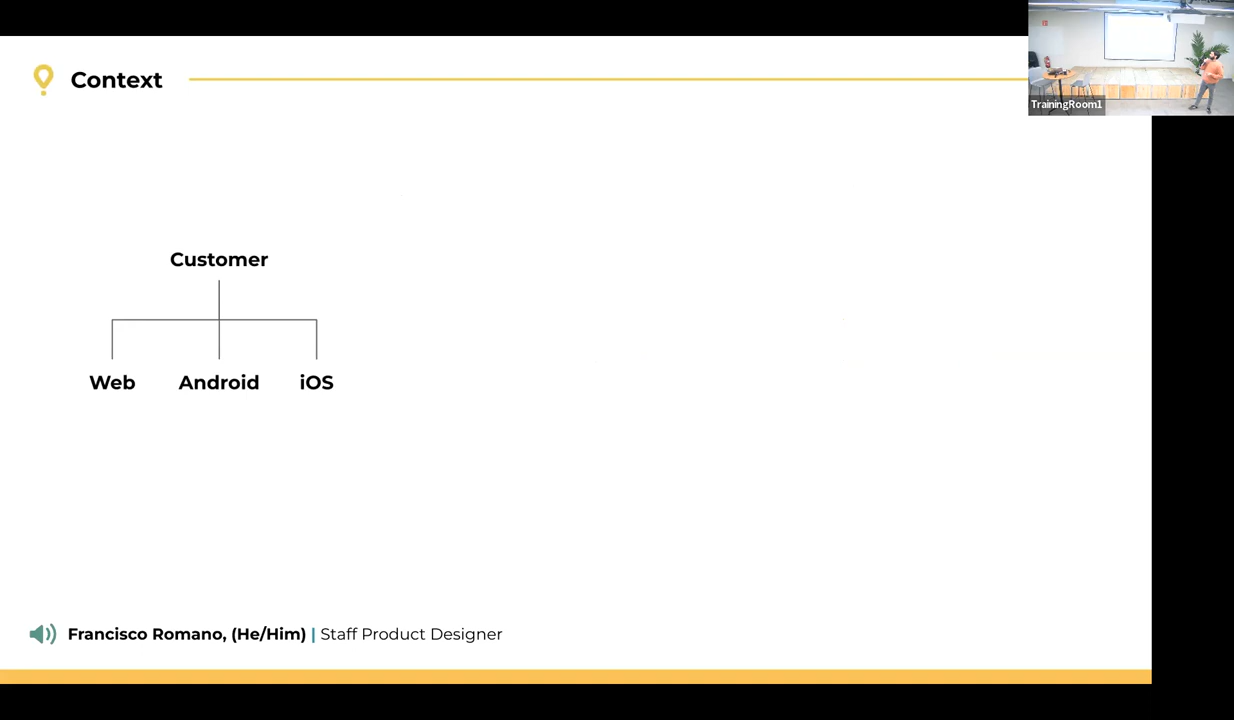 Context
TrainingRoom1
Customer
Web Android iOS
Francisco Romano, (He/Him) | Staff Product Designer